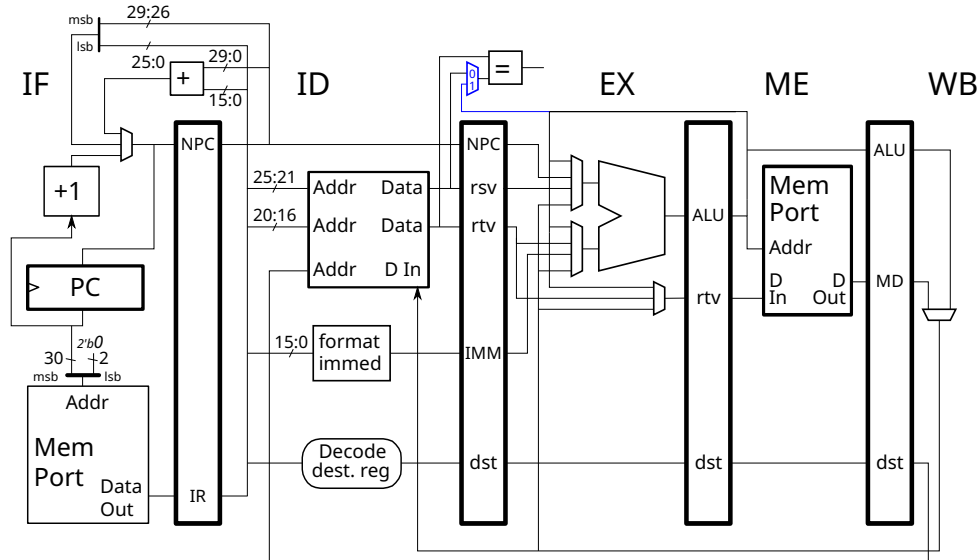 29:26
msb
lsb
25:0
29:0
15:0
+
IF
ID
EX
ME
WB
0
1
=
NPC
NPC
ALU
+1
25:21
Addr
Data
rsv
20:16
Addr
Data
rtv
Addr
D In
Mem
Port
Addr
ALU
PC
D
In
D
Out
MD
rtv
2'b0
30
2
msb
lsb
15:0
format
immed
IMM
Addr
Mem
Port
Data
Out
IR
Decode
dest. reg
dst
dst
dst